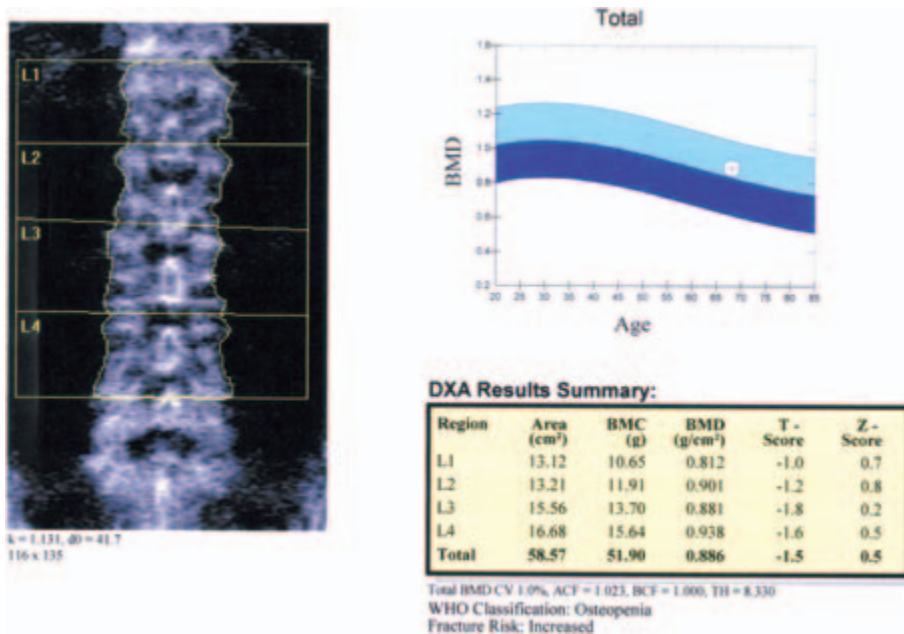 L1
L2
L3
L4
k = 1.131, d0 = 41.7
116 x 135
Total
BMD
1.6
1.4
1.2
1.0
0.8
0.6
0.4
0.2
20 25 30 35 40 45 50 55 60 65 70 75 80 85
Age
DXA Results Summary:
Region Area (cm²) BMC (g) BMD (g/cm²) T - Score Z - Score
L1 13.12 10.65 0.812 -1.0 0.7
L2 13.21 11.91 0.901 -1.2 0.8
L3 15.56 13.70 0.881 -1.8 0.2
L4 16.68 15.64 0.938 -1.6 0.5
Total 58.57 51.90 0.886 -1.5 0.5
Total BMD CV 1.0%, ACF = 1.023, BCF = 1.000, TH = 8.330
WHO Classification: Osteopenia
Fracture Risk: Increased